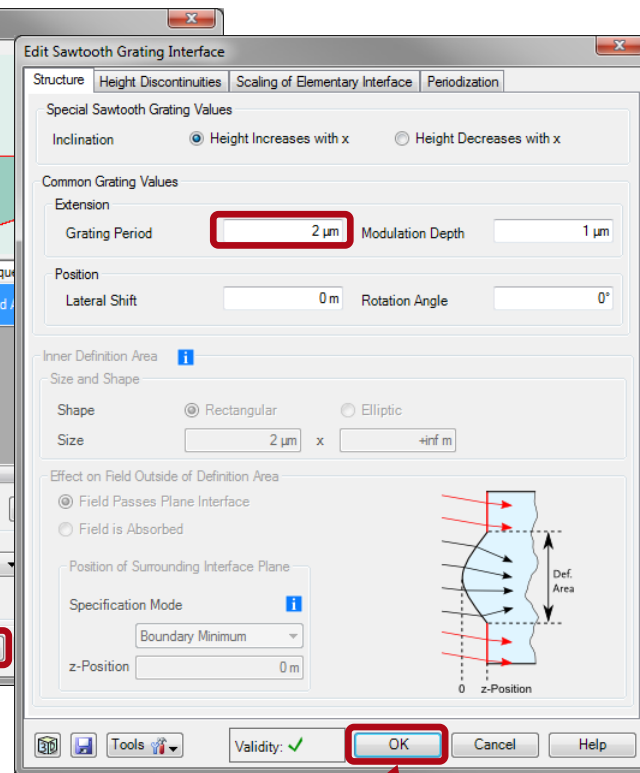 Edit Sawtooth Grating Interface
Structure Height Discontinuities Scaling of Elementary Interface Periodization
Special Sawtooth Grating Values
Inclination Height Increases with x Height Decreases with x
Common Grating Values
Extension
Grating Period 2 µm Modulation Depth 1 µm
Position
Lateral Shift 0 m Rotation Angle 0°
Inner Definition Area
Size and Shape
Shape Rectangular Elliptic
Size 2 µm x +inf m
Effect on Field Outside of Definition Area
Field Passes Plane Interface
Field is Absorbed
Position of Surrounding Interface Plane
Specification Mode
Boundary Minimum
z-Position 0 m
Def.
Area
0 z-Position
3D Tools Validity: OK Cancel Help